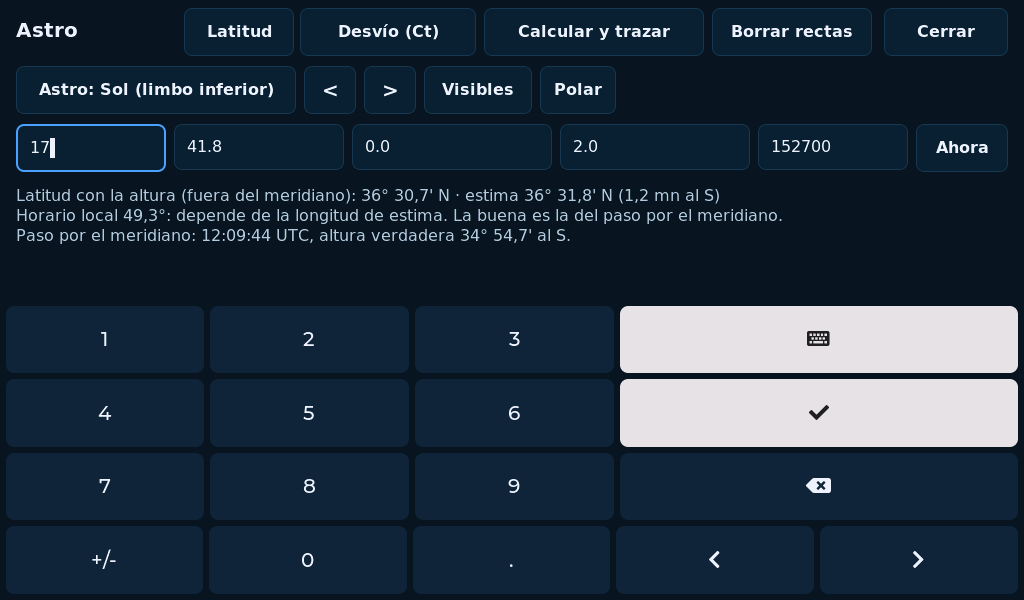 Astro
Latitud
Desvío (Ct)
Calcular y trazar
Borrar rectas
Cerrar
Astro: Sol (limbo inferior)
<
>
Visibles
Polar
17
41.8
0.0
2.0
152700
Ahora
Latitud con la altura (fuera del meridiano): 36° 30,7' N · estima 36° 31,8' N (1,2 mn al S)
Horario local 49,3°: depende de la longitud de estima. La buena es la del paso por el meridiano.
Paso por el meridiano: 12:09:44 UTC, altura verdadera 34° 54,7' al S.
1
2
3
4
5
6
7
8
9
+/-
0
.